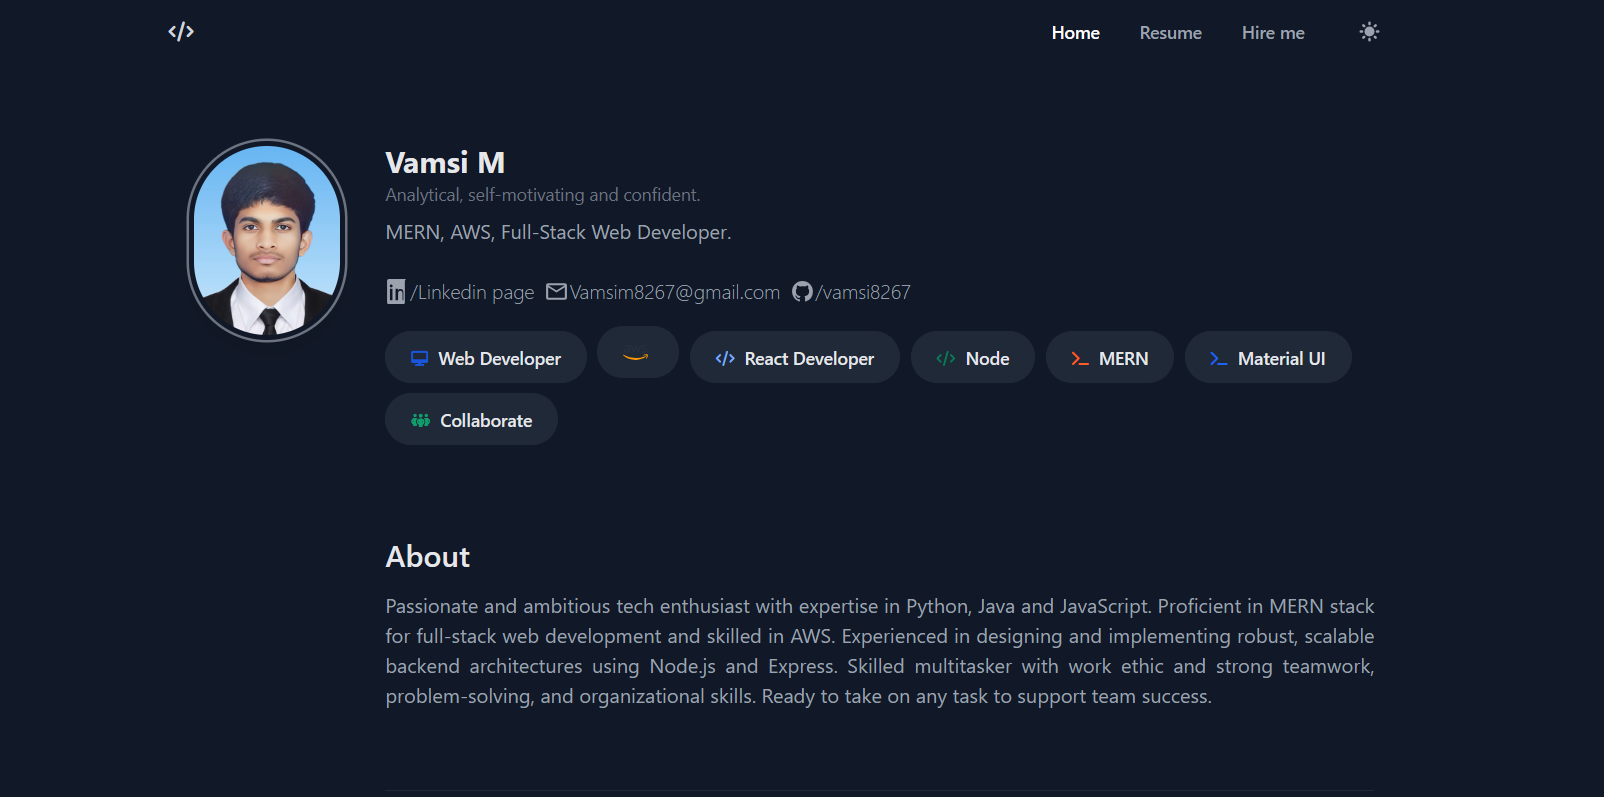 </>
Home Resume Hire me
Vamsi M
Analytical, self-motivating and confident.
MERN, AWS, Full-Stack Web Developer.
in /Linkedin page Vamsim8267@gmail.com /vamsi8267
Web Developer aws </> React Developer </> Node MERN Material UI
Collaborate
About
Passionate and ambitious tech enthusiast with expertise in Python, Java and JavaScript. Proficient in MERN stack
for full-stack web development and skilled in AWS. Experienced in designing and implementing robust, scalable
backend architectures using Node.js and Express. Skilled multitasker with work ethic and strong teamwork,
problem-solving, and organizational skills. Ready to take on any task to support team success.